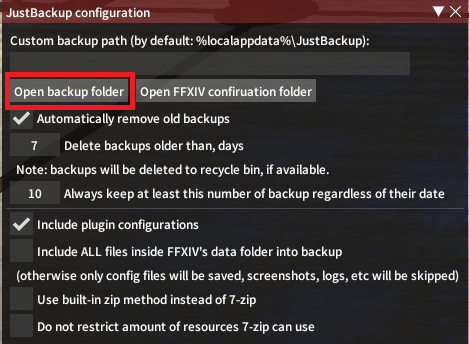 JustBackup configuration
Custom backup path (by default: %localappdata%\JustBackup):
Open backup folder Open FFXIV confiruration folder
Automatically remove old backups
7 Delete backups older than, days
Note: backups will be deleted to recycle bin, if available.
10 Always keep at least this number of backup regardless of their date
Include plugin configurations
Include ALL files inside FFXIV's data folder into backup
(otherwise only config files will be saved, screenshots, logs, etc will be skipped)
Use built-in zip method instead of 7-zip
Do not restrict amount of resources 7-zip can use